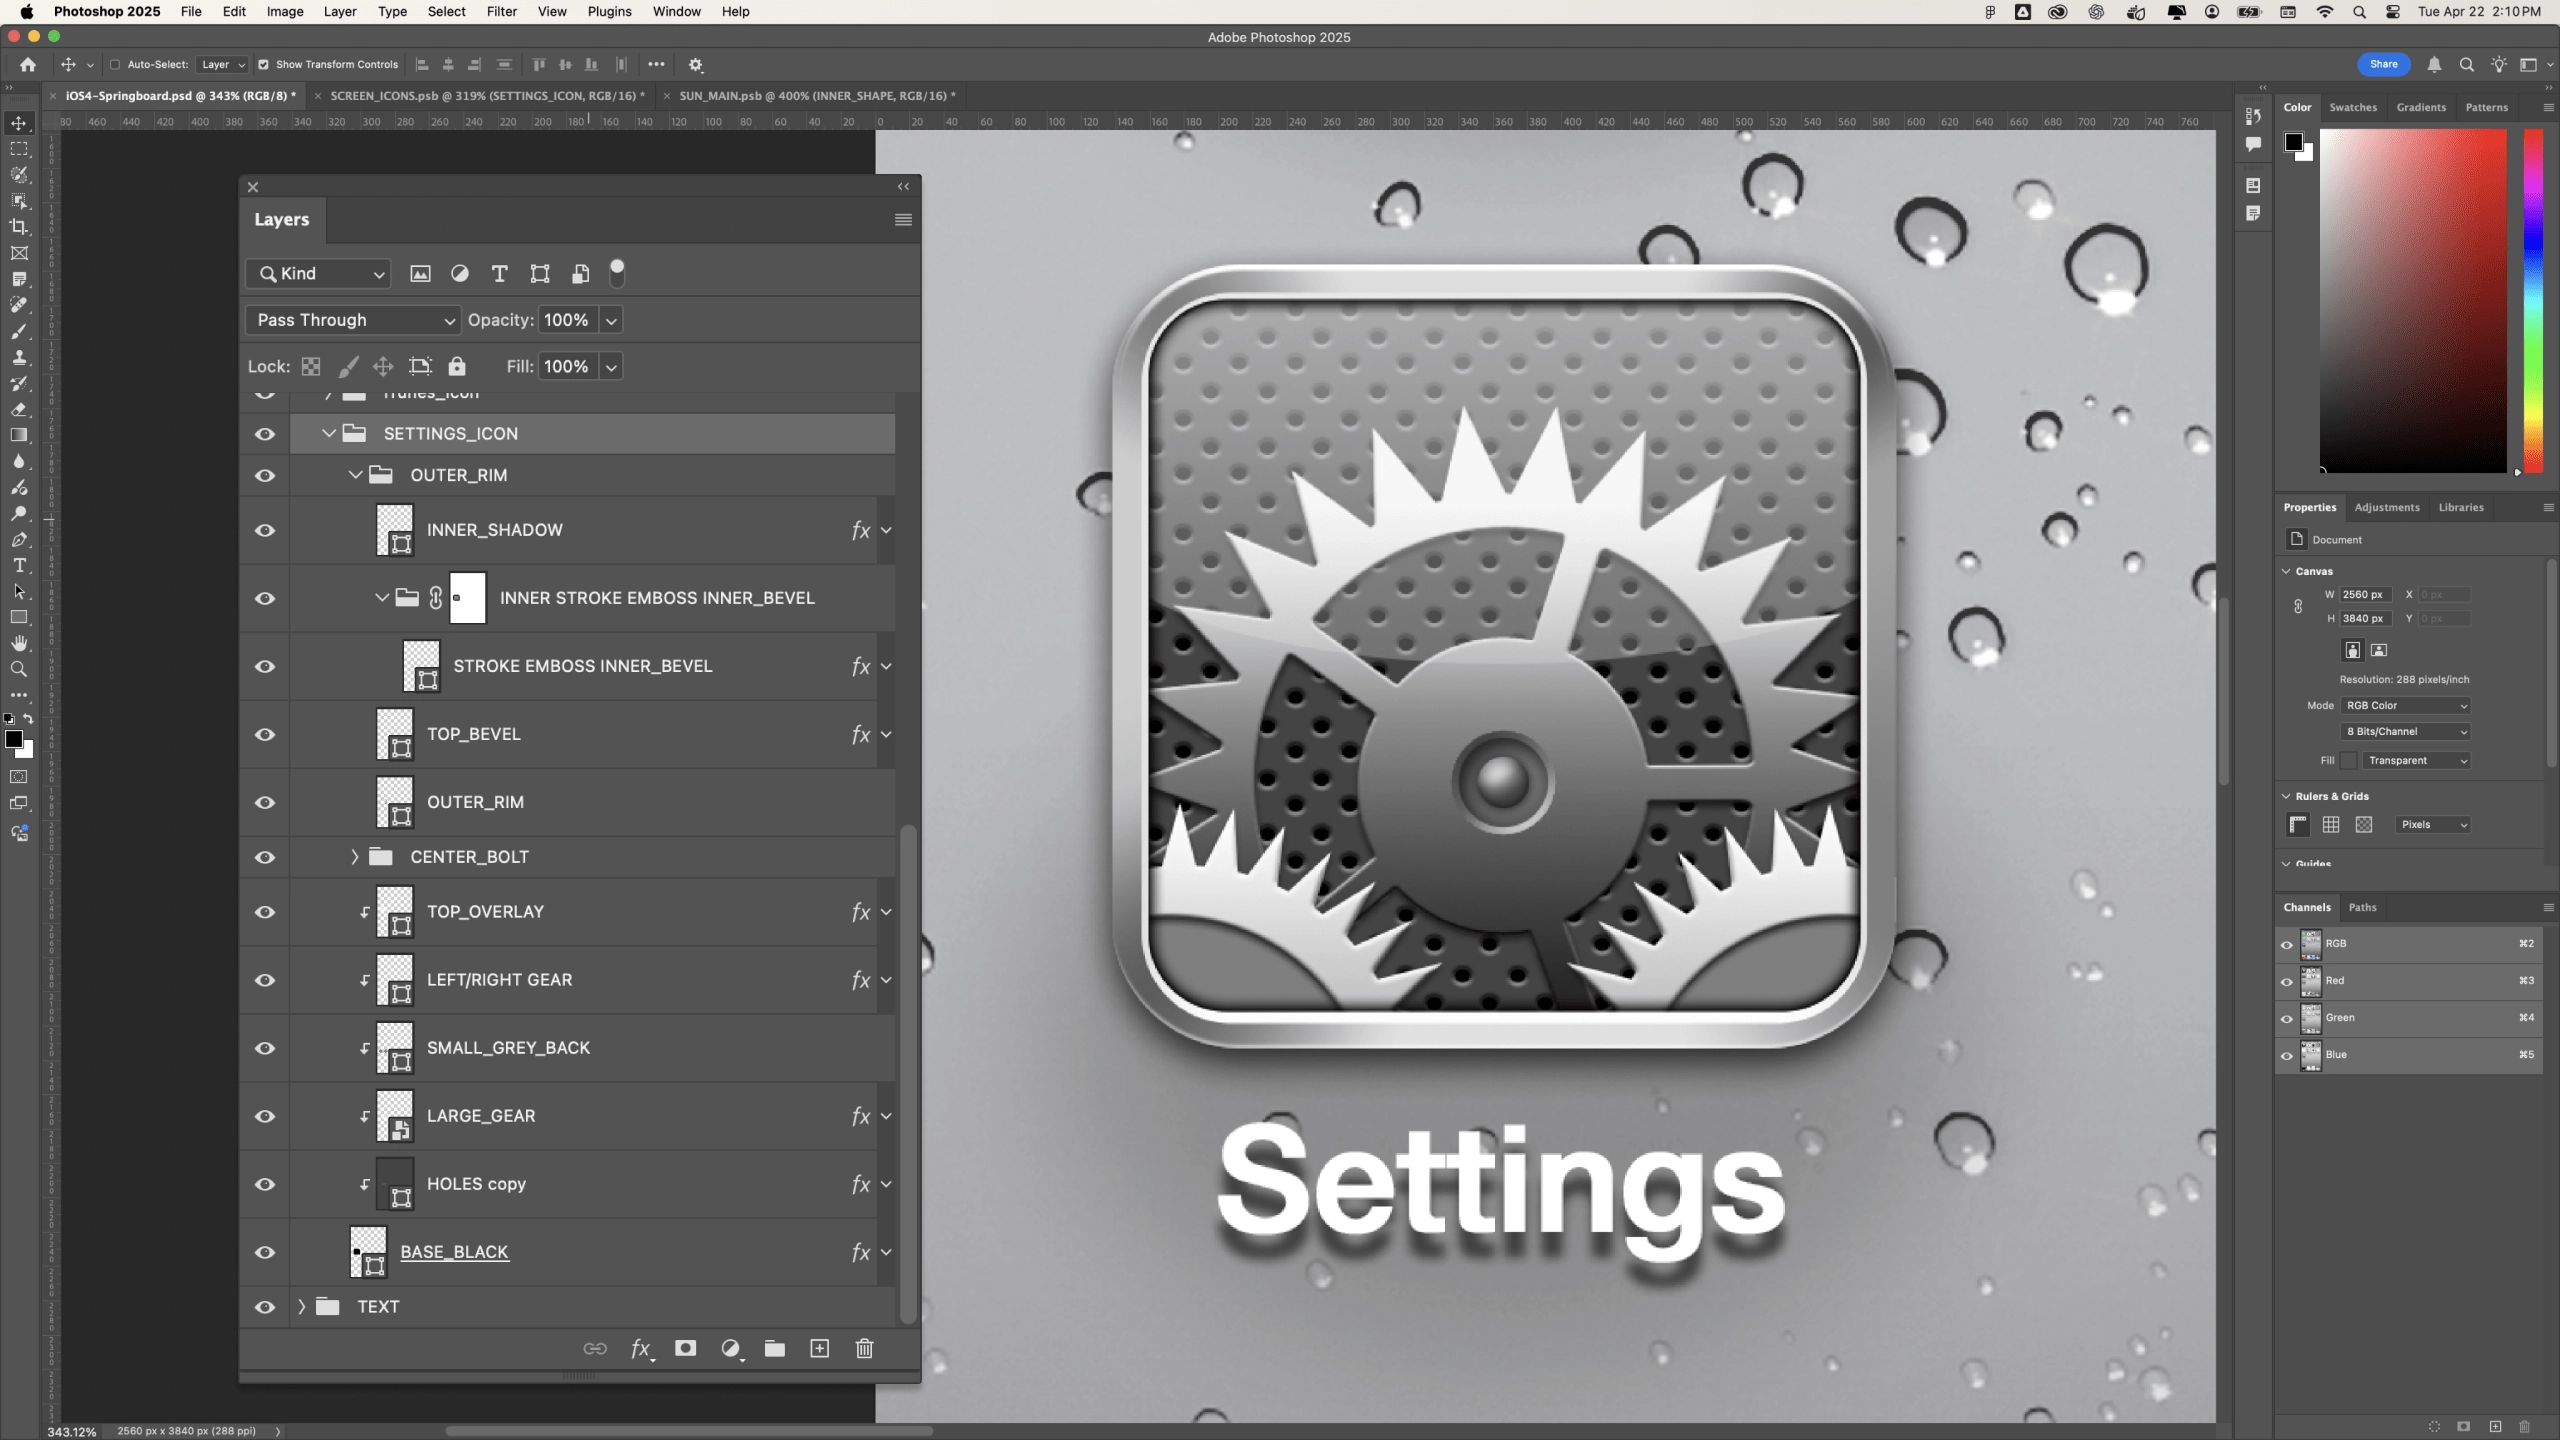 Photoshop 2025 File Edit Image Layer Type Select Filter View Plugins Window Help Tue Apr 22 2:10 PM
Adobe Photoshop 2025
Auto-Select: Layer Show Transform Controls Share
iOS4-Springboard.psd @ 343% (RGB/8) * SCREEN_ICONS.psb @ 319% (SETTINGS_ICON, RGB/16) * SUN_MAIN.psb @ 400% (INNER_SHAPE, RGB/16) *
80 460 440 420 400 380 360 340 320 300 280 260 240 220 200 180 160 140 120 100 80 60 40 20 0 20 40 60 80 100 120 140 160 180 200 220 240 260 280 300 320 340 360 380 400 420 440 460 480 500 520 540 560 580 600 620 640 660 680 700 720 740 760
Layers
Kind
Pass Through Opacity: 100%
Lock: Fill: 100%
SETTINGS_ICON
OUTER_RIM
INNER_SHADOW fx
INNER STROKE EMBOSS INNER_BEVEL
STROKE EMBOSS INNER_BEVEL fx
TOP_BEVEL fx
OUTER_RIM
CENTER_BOLT
TOP_OVERLAY fx
LEFT/RIGHT GEAR fx
SMALL_GREY_BACK
LARGE_GEAR fx
HOLES copy fx
BASE_BLACK fx
TEXT
fx
Settings
Color Swatches Gradients Patterns
Properties Adjustments Libraries
Document
Canvas
W 2560 px X 0 px
H 3840 px Y 0 px
Resolution: 288 pixels/inch
Mode RGB Color
8 Bits/Channel
Fill Transparent
Rulers & Grids
Pixels
Guides
Channels Paths
RGB ⌘2
Red ⌘3
Green ⌘4
Blue ⌘5
343.12% 2560 px x 3840 px (288 ppi)